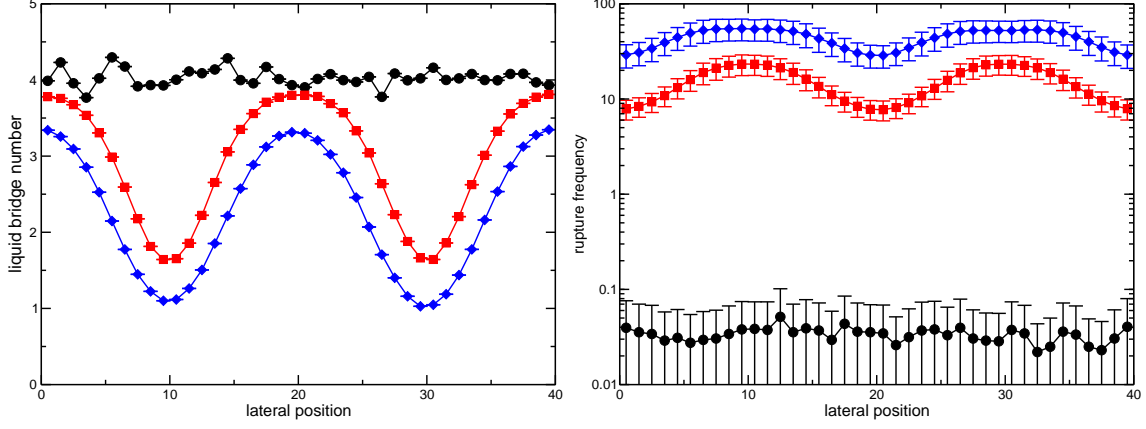 liquid bridge number
5
4
3
2
1
0
0 10 20 30 40
lateral position
rupture frequency
100
10
1
0.1
0.01
0 10 20 30 40
lateral position